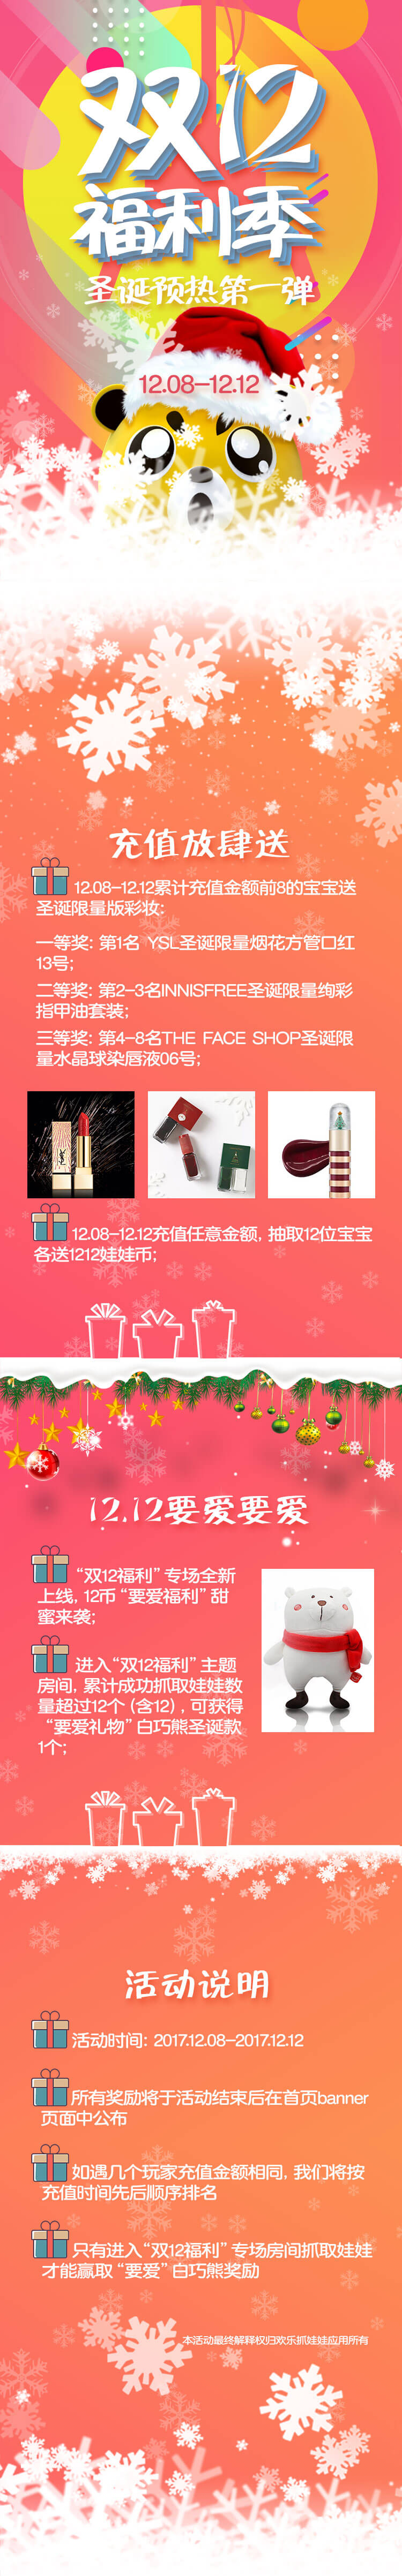 双12
福利季
圣诞预热第一弹
12.08-12.12
充值放肆送
12.08-12.12累计充值金额前8的宝宝送
圣诞限量版彩妆:
一等奖: 第1名 YSL圣诞限量烟花方管口红
13号;
二等奖: 第2-3名INNISFREE圣诞限量绚彩
指甲油套装;
三等奖: 第4-8名THE FACE SHOP圣诞限
量水晶球染唇液06号;
12.08-12.12充值任意金额, 抽取12位宝宝
各送1212娃娃币;
12.12要爱要爱
“双12福利” 专场全新
上线, 12币 “要爱福利” 甜
蜜来袭;
进入“双12福利” 主题
房间, 累计成功抓取娃娃数
量超过12个 (含12) , 可获得
“要爱礼物” 白巧熊圣诞款
1个;
活动说明
活动时间: 2017.12.08-2017.12.12
所有奖励将于活动结束后在首页banner
页面中公布
如遇几个玩家充值金额相同, 我们将按
充值时间先后顺序排名
只有进入“双12福利” 专场房间抓取娃娃
才能赢取 “要爱” 白巧熊奖励
本活动最终解释权归欢乐抓娃娃应用所有